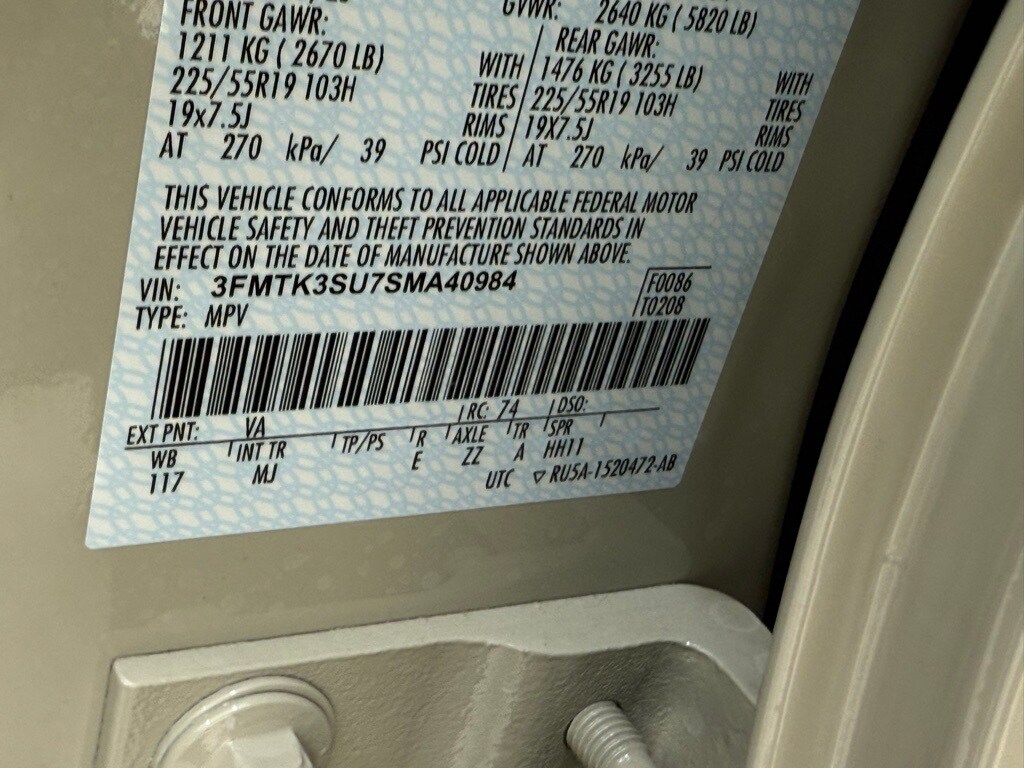 FRONT GAWR:
1211 KG ( 2670 LB)
WITH
225/55R19 103H
TIRES
19x7.5J
RIMS
AT 270 kPa/ 39 PSI COLD
GVWR: 2640 KG ( 5820 LB)
REAR GAWR:
1476 KG ( 3255 LB)
WITH
225/55R19 103H
TIRES
19X7.5J
RIMS
AT 270 kPa/ 39 PSI COLD
THIS VEHICLE CONFORMS TO ALL APPLICABLE FEDERAL MOTOR
VEHICLE SAFETY AND THEFT PREVENTION STANDARDS IN
EFFECT ON THE DATE OF MANUFACTURE SHOWN ABOVE.
VIN: 3FMTK3SU7SMA40984
F0086
TYPE: MPV
T0208
EXT PNT: VA RC: 74 DSO:
WB INT TR TP/PS R AXLE TR SPR
117 MJ E ZZ A HH11
UTC ▽ RU5A-1520472-AB